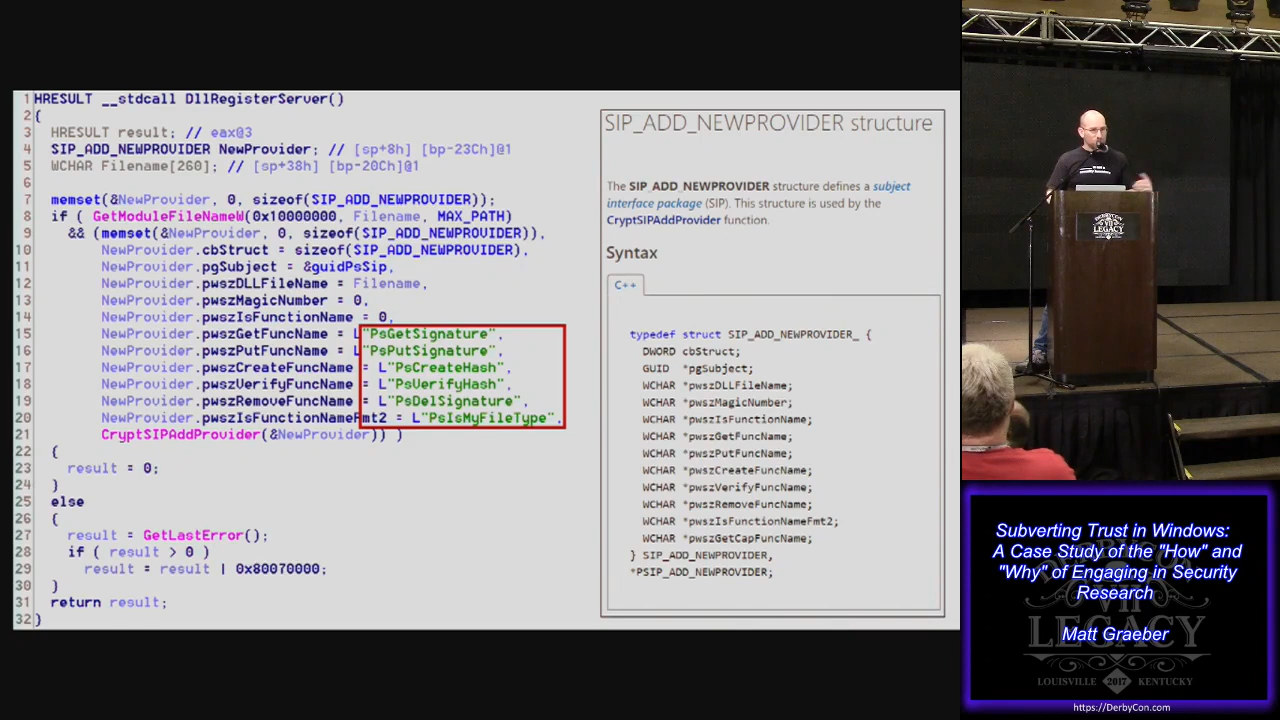 1 HRESULT __stdcall DllRegisterServer()
2 {
3 HRESULT result; // eax@3
4 SIP_ADD_NEWPROVIDER NewProvider; // [sp+8h] [bp-23Ch]@1
5 WCHAR Filename[260]; // [sp+38h] [bp-20Ch]@1
6
7 memset(&NewProvider, 0, sizeof(SIP_ADD_NEWPROVIDER));
8 if ( GetModuleFileNameW(0x10000000, Filename, MAX_PATH)
9 && (memset(&NewProvider, 0, sizeof(SIP_ADD_NEWPROVIDER)),
10 NewProvider.cbStruct = sizeof(SIP_ADD_NEWPROVIDER),
11 NewProvider.pgSubject = &guidPsSip,
12 NewProvider.pwszDLLFileName = Filename,
13 NewProvider.pwszMagicNumber = 0,
14 NewProvider.pwszIsFunctionName = 0,
15 NewProvider.pwszGetFuncName = L"PsGetSignature",
16 NewProvider.pwszPutFuncName = L"PsPutSignature",
17 NewProvider.pwszCreateFuncName = L"PsCreateHash",
18 NewProvider.pwszVerifyFuncName = L"PsVerifyHash",
19 NewProvider.pwszRemoveFuncName = L"PsDelSignature",
20 NewProvider.pwszIsFunctionNameFmt2 = L"PsIsMyFileType",
21 CryptSIPAddProvider(&NewProvider)) )
22 {
23 result = 0;
24 }
25 else
26 {
27 result = GetLastError();
28 if ( result > 0 )
29 result = result | 0x80070000;
30 }
31 return result;
32 }
SIP_ADD_NEWPROVIDER structure
The SIP_ADD_NEWPROVIDER structure defines a subject
interface package (SIP). This structure is used by the
CryptSIPAddProvider function.
Syntax
C++
typedef struct SIP_ADD_NEWPROVIDER_ {
DWORD cbStruct;
GUID *pgSubject;
WCHAR *pwszDLLFileName;
WCHAR *pwszMagicNumber;
WCHAR *pwszIsFunctionName;
WCHAR *pwszGetFuncName;
WCHAR *pwszPutFuncName;
WCHAR *pwszCreateFuncName;
WCHAR *pwszVerifyFuncName;
WCHAR *pwszRemoveFuncName;
WCHAR *pwszIsFunctionNameFmt2;
WCHAR *pwszGetCapFuncName;
} SIP_ADD_NEWPROVIDER,
*PSIP_ADD_NEWPROVIDER;
DERBYCON
VII
LEGACY
Subverting Trust in Windows:
A Case Study of the "How" and
"Why" of Engaging in Security
Research
Matt Graeber
DERBYCON
VII
LEGACY
LOUISVILLE 2017 KENTUCKY
https://DerbyCon.com